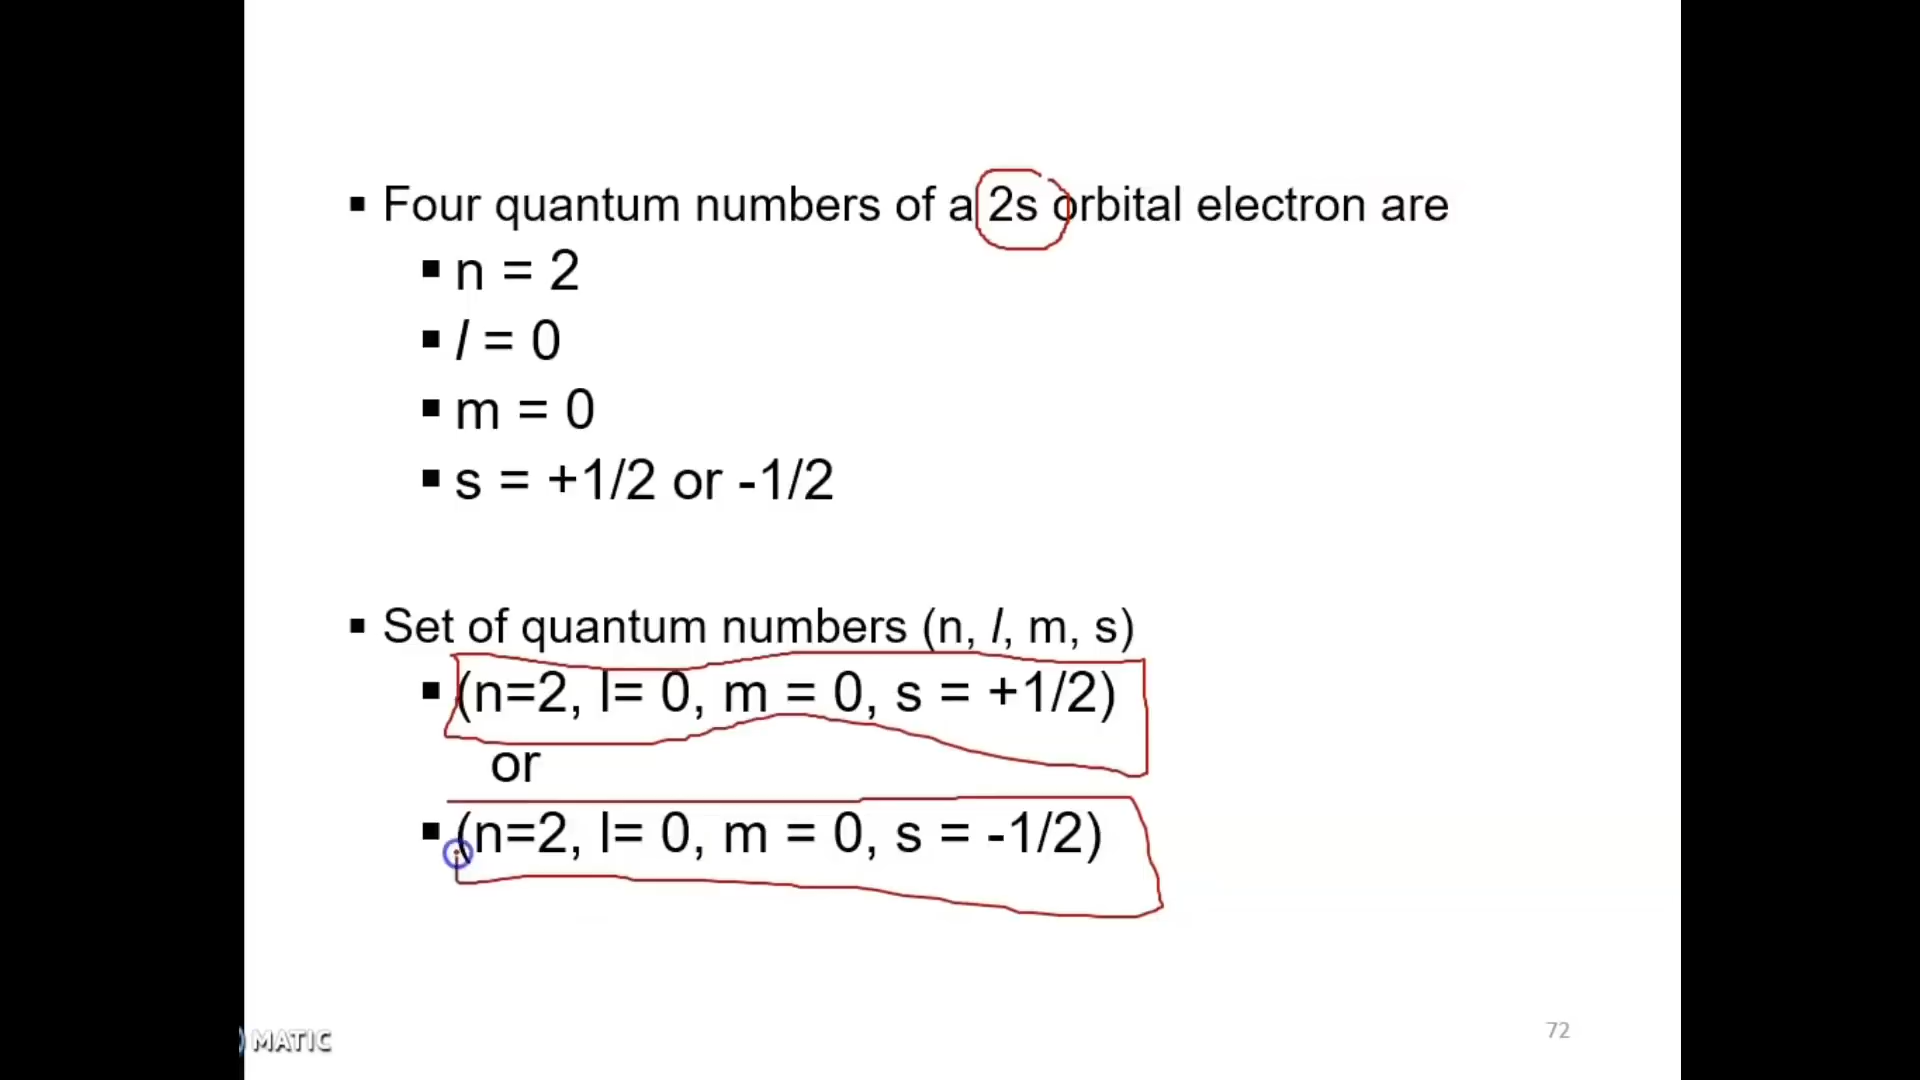 ▪ Four quantum numbers of a 2s orbital electron are
▪ n = 2
▪ l = 0
▪ m = 0
▪ s = +1/2 or -1/2
▪ Set of quantum numbers (n, l, m, s)
▪ (n=2, l= 0, m = 0, s = +1/2)
or
▪ (n=2, l= 0, m = 0, s = -1/2)
MATIC
72